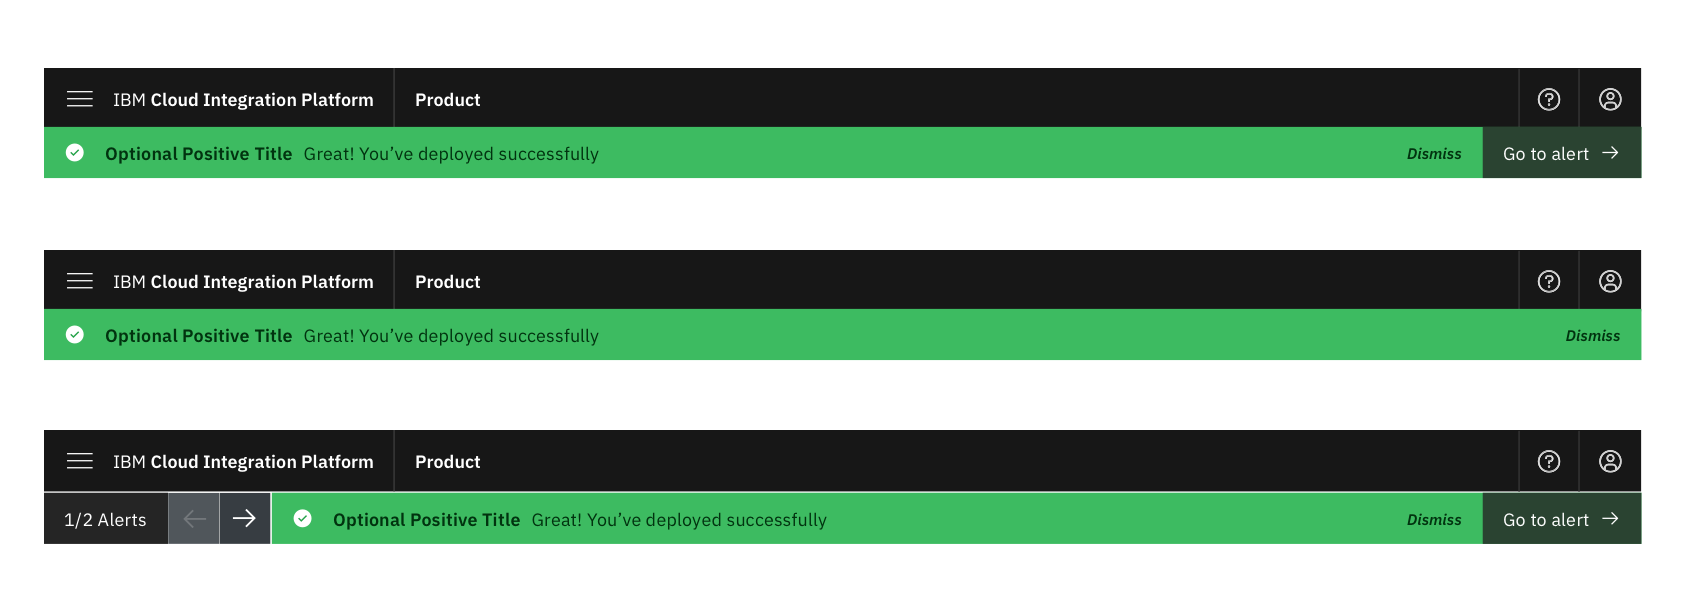 IBM Cloud Integration Platform Product
Optional Positive Title Great! You’ve deployed successfully Dismiss Go to alert
IBM Cloud Integration Platform Product
Optional Positive Title Great! You’ve deployed successfully Dismiss
IBM Cloud Integration Platform Product
1/2 Alerts Optional Positive Title Great! You’ve deployed successfully Dismiss Go to alert